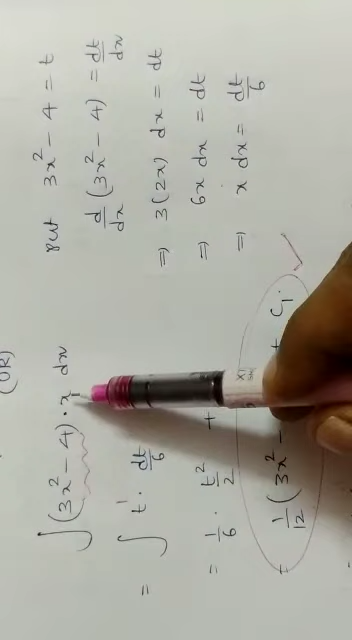 (OR)
∫(3x² − 4) · x dx
= ∫ t¹ · dt/6
= 1/6 · t²/2 +
= 1/12 (3x² − + C₁.
put 3x² − 4 = t
d/dx (3x² − 4) = dt/dx
⇒ 3(2x) dx = dt
⇒ 6x dx = dt
⇒ x dx = dt/6